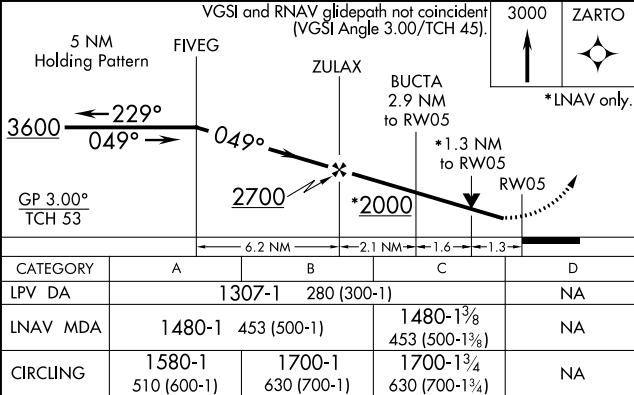 VGSI and RNAV glidepath not coincident
(VGSI Angle 3.00/TCH 45).
3000
ZARTO
5 NM
Holding Pattern
FIVEG
ZULAX
BUCTA
2.9 NM
to RW05
*LNAV only.
229°
3600
049°
049°
*1.3 NM
to RW05
RW05
2700
*2000
GP 3.00°
TCH 53
6.2 NM
2.1 NM
1.6
1.3
CATEGORY A B C D
LPV DA 1307-1 280 (300-1) NA
LNAV MDA 1480-1 453 (500-1) 1480-1⅜ NA
453 (500-1⅜)
CIRCLING 1580-1 1700-1 1700-1¾ NA
510 (600-1) 630 (700-1) 630 (700-1¾)